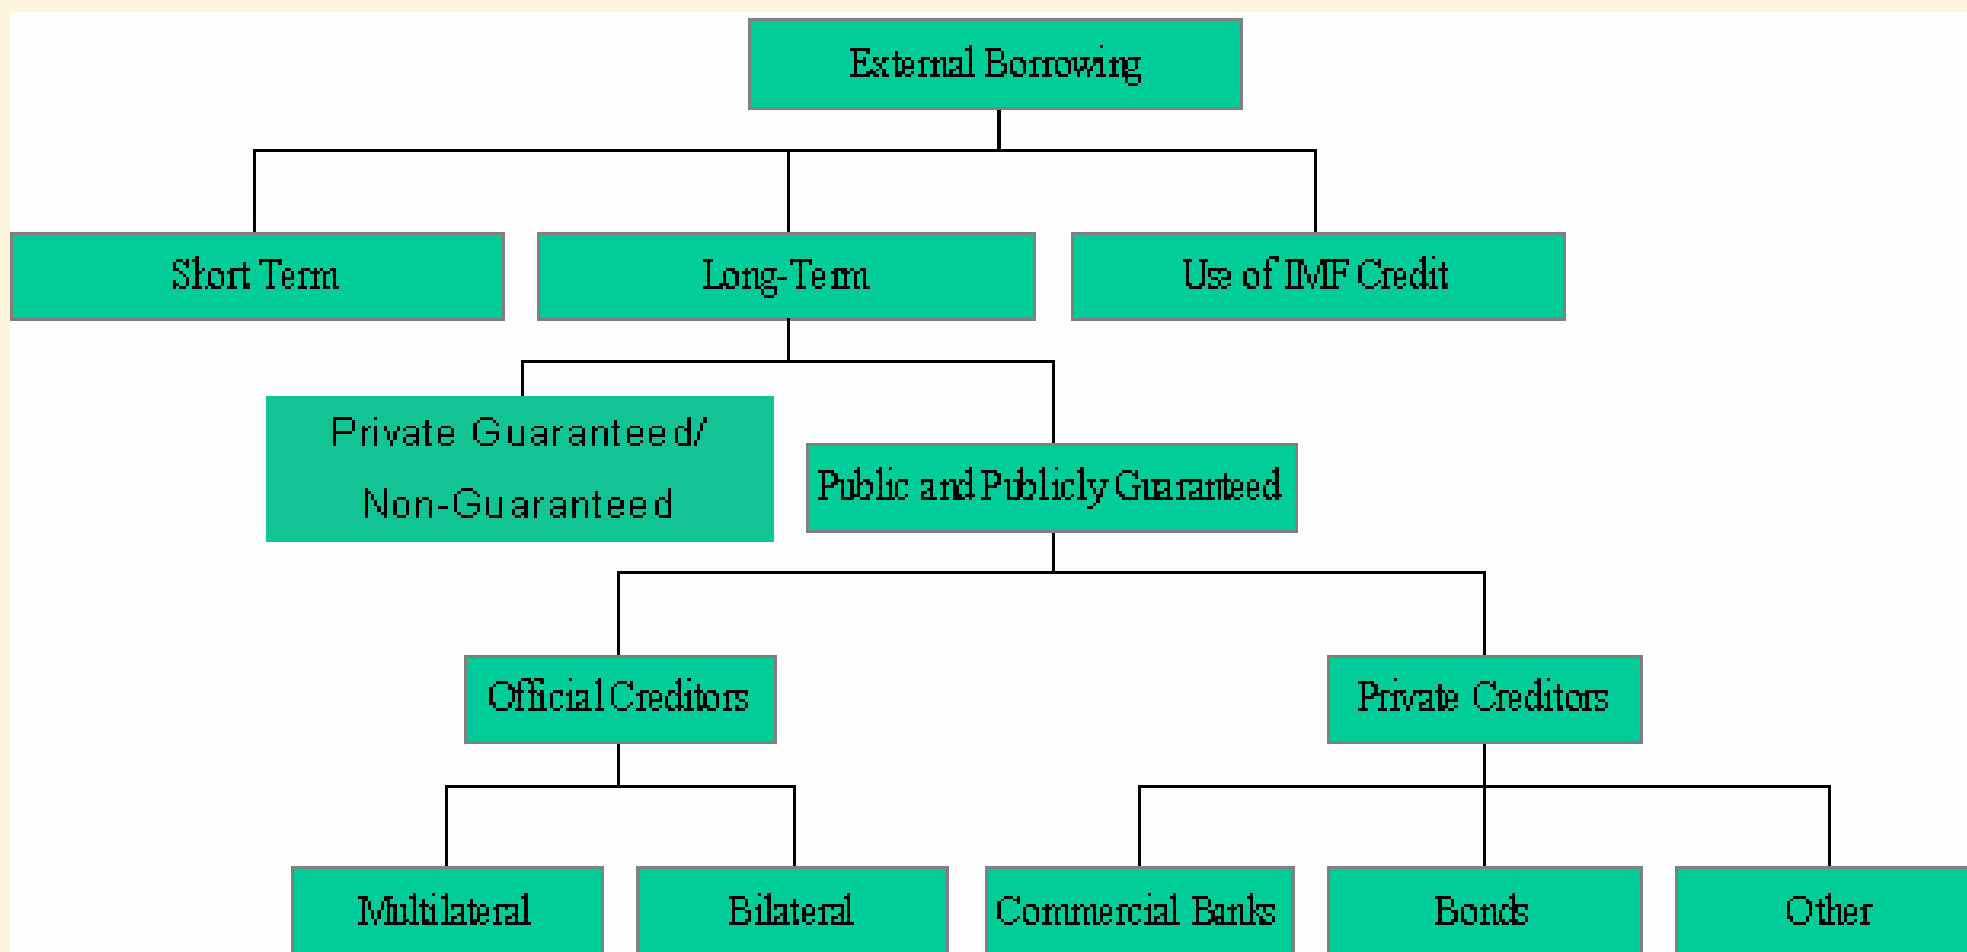 External Borrowing
Short Term
Long-Term
Use of IMF Credit
Private Guaranteed/
Non-Guaranteed
Public and Publicly Guaranteed
Official Creditors
Private Creditors
Multilateral
Bilateral
Commercial Banks
Bonds
Other